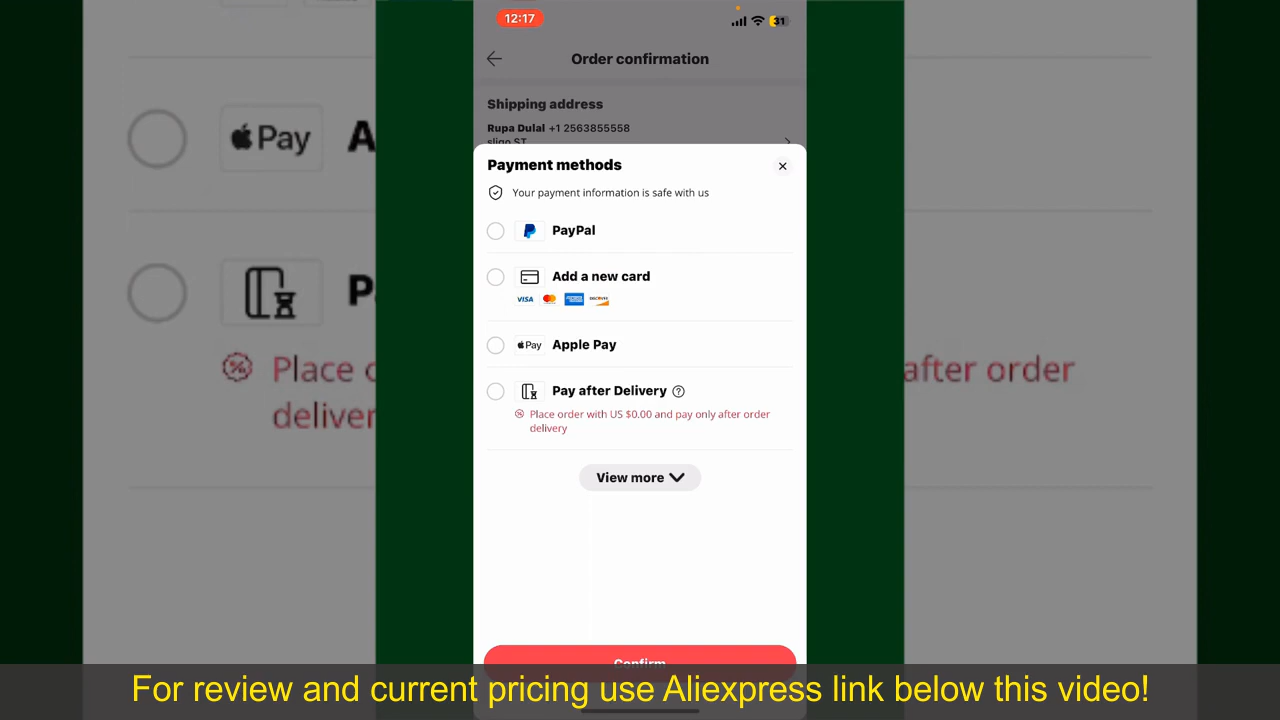 12:17
31
Order confirmation
Shipping address
Rupa Dulal +1 2563855558
sligo ST
Payment methods
Your payment information is safe with us
PayPal
Add a new card
VISA
Pay Apple Pay
Pay after Delivery ?
Place order with US $0.00 and pay only after order
delivery
View more
Confirm
Pay A
P
Place
deliver
after order
For review and current pricing use Aliexpress link below this video!